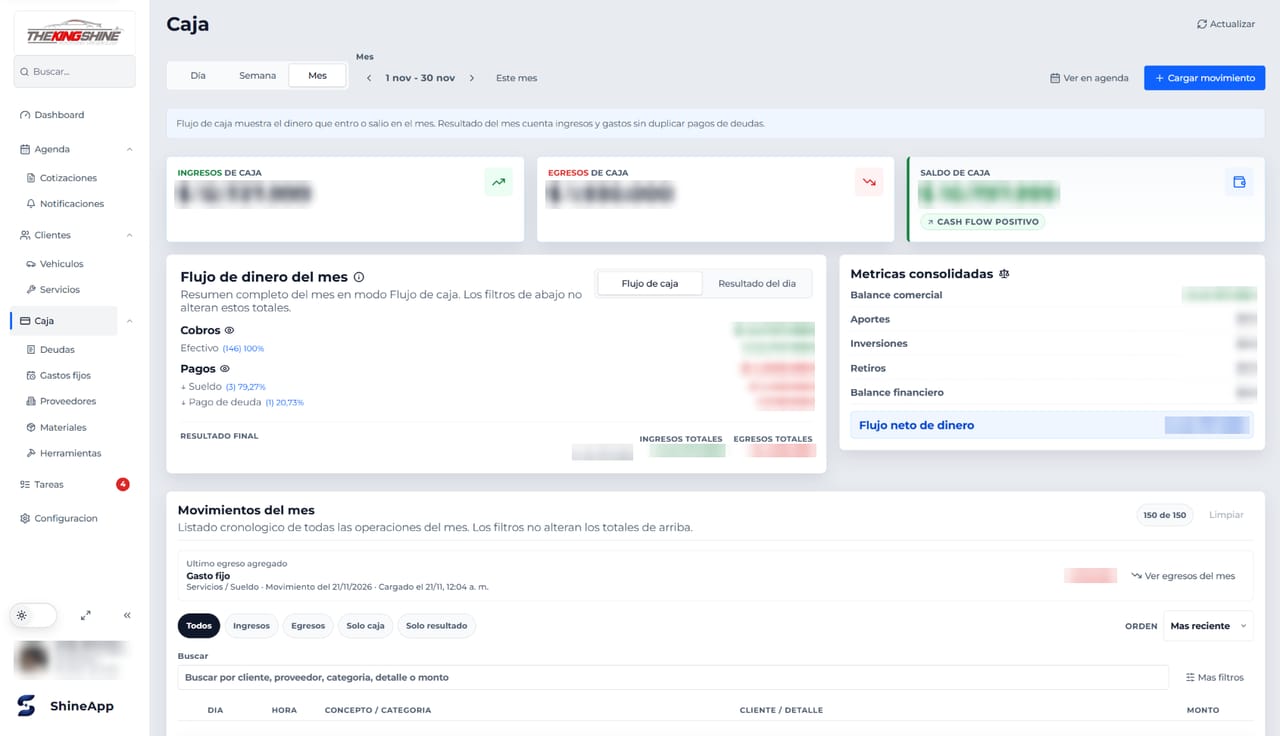 THEKINGSHINE
Buscar...
Dashboard
Agenda
Cotizaciones
Notificaciones
Clientes
Vehiculos
Servicios
Caja
Deudas
Gastos fijos
Proveedores
Materiales
Herramientas
Tareas
4
Configuracion
ShineApp
Caja
Actualizar
Mes
Día Semana Mes
1 nov - 30 nov
Este mes
Ver en agenda
+ Cargar movimiento
Flujo de caja muestra el dinero que entro o salio en el mes. Resultado del mes cuenta ingresos y gastos sin duplicar pagos de deudas.
INGRESOS DE CAJA
EGRESOS DE CAJA
SALDO DE CAJA
CASH FLOW POSITIVO
Flujo de dinero del mes
Resumen completo del mes en modo Flujo de caja. Los filtros de abajo no
alteran estos totales.
Flujo de caja Resultado del dia
Cobros
Efectivo (146) 100%
Pagos
↓ Sueldo (3) 79,27%
↓ Pago de deuda (1) 20,73%
RESULTADO FINAL
INGRESOS TOTALES EGRESOS TOTALES
Metricas consolidadas
Balance comercial
Aportes
Inversiones
Retiros
Balance financiero
Flujo neto de dinero
Movimientos del mes
Listado cronologico de todas las operaciones del mes. Los filtros no alteran los totales de arriba.
150 de 150 Limpiar
Ultimo egreso agregado
Gasto fijo
Servicios / Sueldo · Movimiento del 21/11/2026 · Cargado el 21/11, 12:04 a. m.
Ver egresos del mes
Todos Ingresos Egresos Solo caja Solo resultado
ORDEN Mas reciente
Buscar
Buscar por cliente, proveedor, categoria, detalle o monto
Mas filtros
DIA HORA CONCEPTO / CATEGORIA CLIENTE / DETALLE MONTO